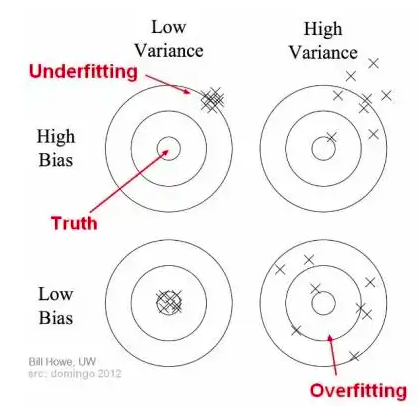 Low
Variance
High
Variance
Underfitting
High
Bias
Truth
Low
Bias
Bill Howe, UW
src: domingo 2012
Overfitting